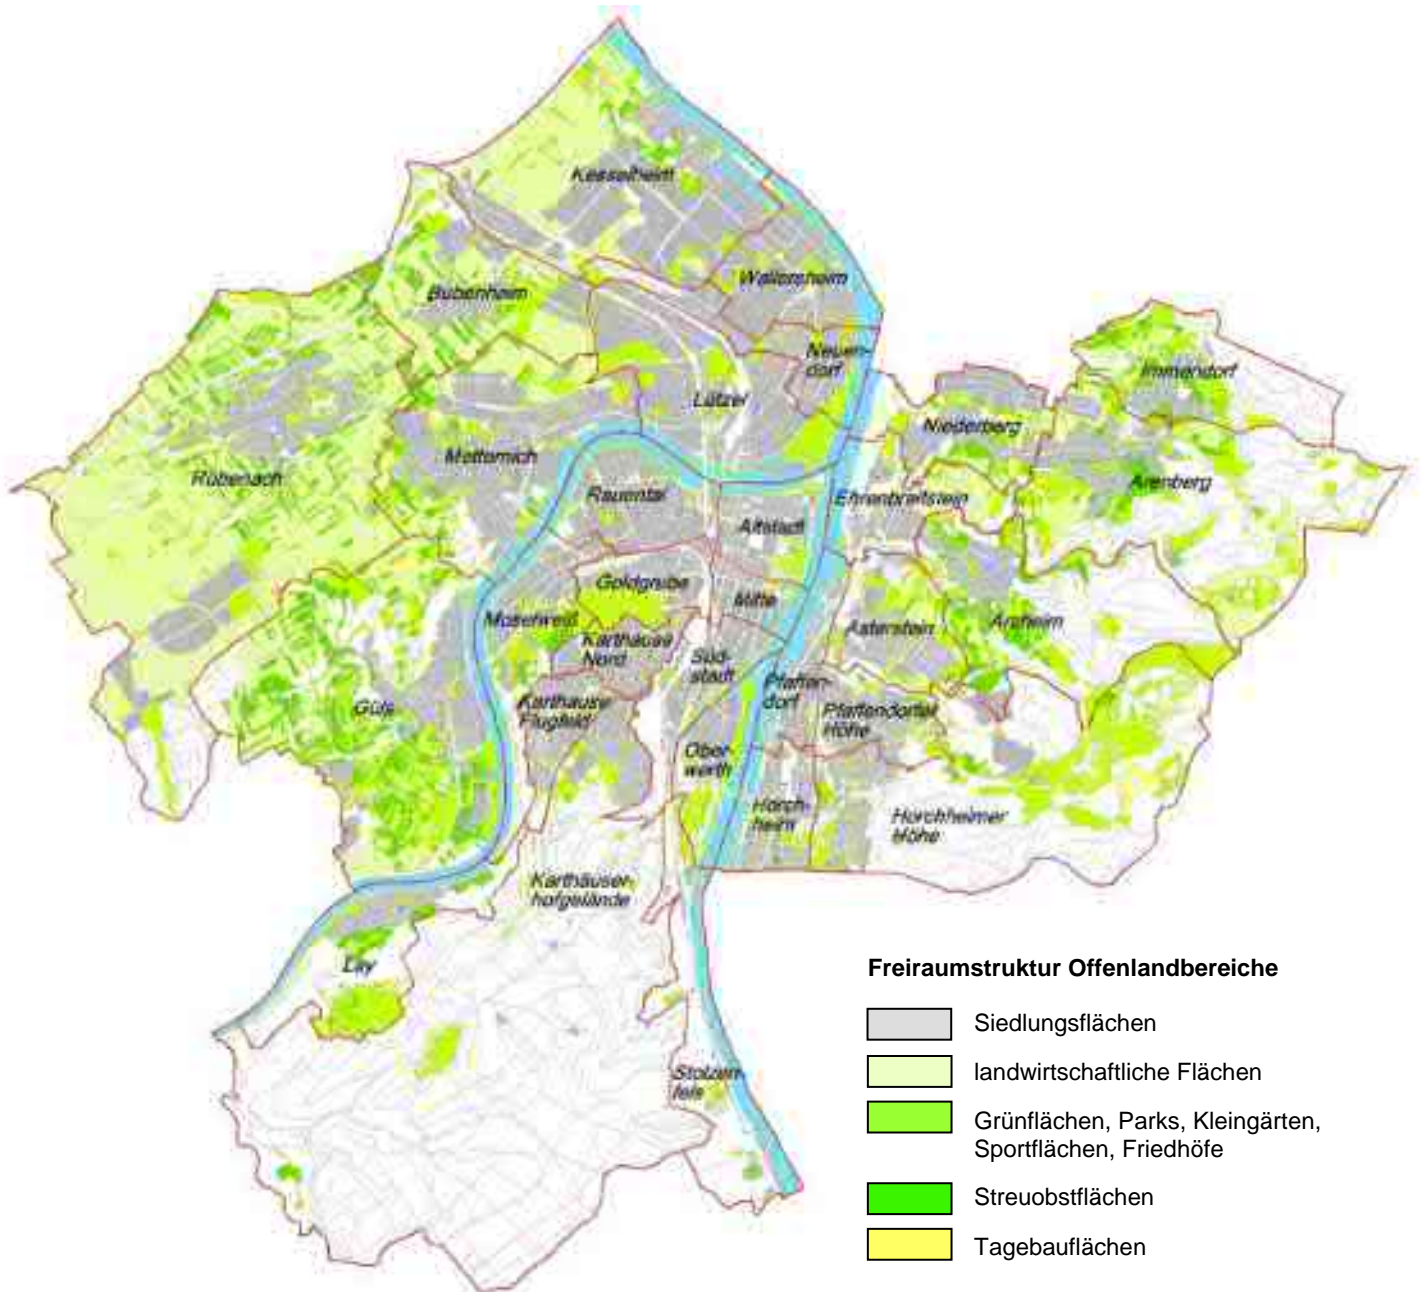 Kesselheim
Wallersheim
Bubenheim
Neuen-
dorf
Immendorf
Lützel
Niederberg
Metternich
Rübenach
Rauental
Ehrenbreitstein
Arenberg
Altstadt
Goldgrube
Mitte
Moselweiß
Asterstein
Arzheim
Karthause
Nord
Süd-
stadt
Güls
Karthause
Flugfeld
Pfaffen-
dorf
Pfaffendorfer
Höhe
Ober-
werth
Horch-
heim
Horchheimer
Höhe
Karthäuser-
hofgelände
Lay
Stolzen-
fels
Freiraumstruktur Offenlandbereiche
Siedlungsflächen
landwirtschaftliche Flächen
Grünflächen, Parks, Kleingärten,
Sportflächen, Friedhöfe
Streuobstflächen
Tagebauflächen